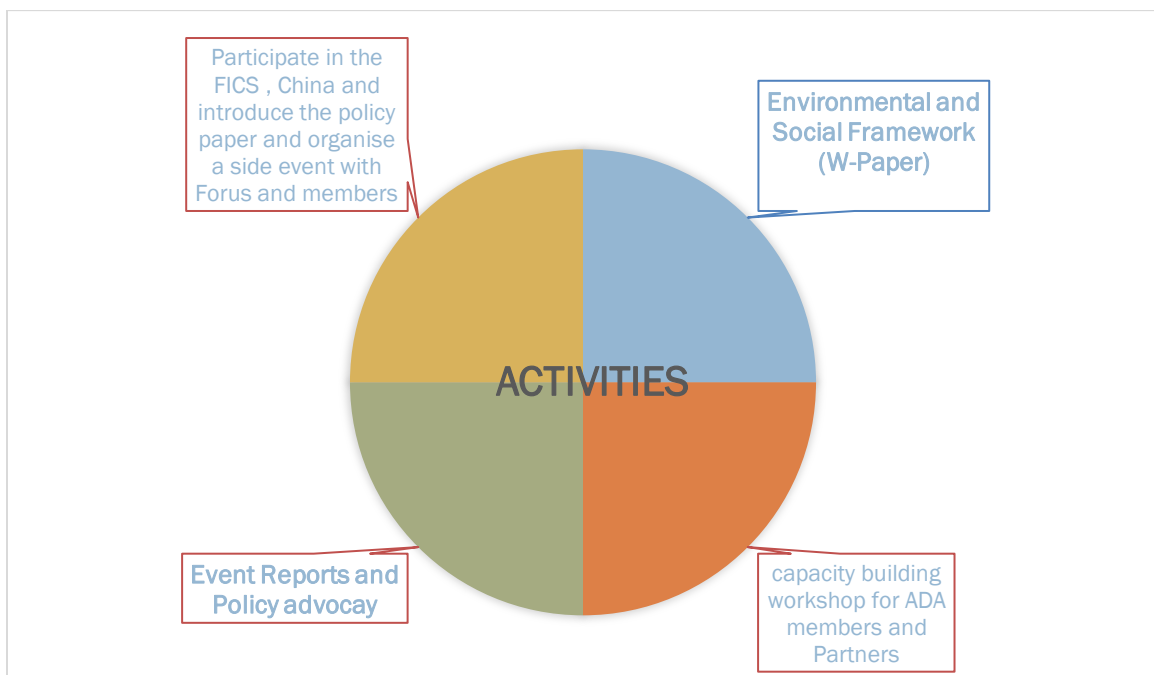 Participate in the
FICS , China and
introduce the policy
paper and organise
a side event with
Forus and members
Environmental and
Social Framework
(W-Paper)
ACTIVITIES
Event Reports and
Policy advocay
capacity building
workshop for ADA
members and
Partners